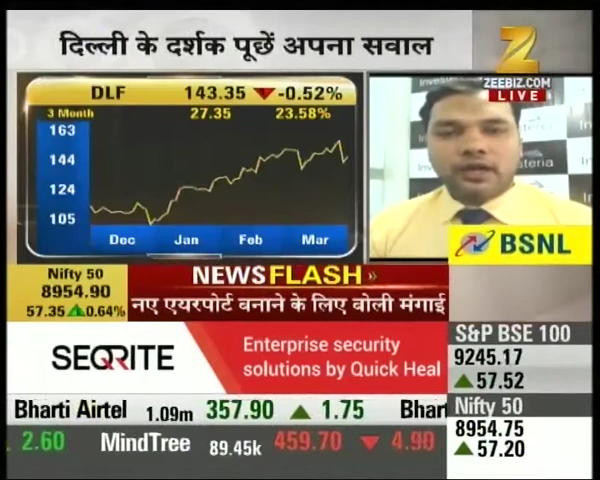 दिल्ली के दर्शक पूछें अपना सवाल
Z
ZEEBIZ.COM
LIVE
DLF 143.35 -0.52%
3 Month 27.35 23.58%
163
144
124
105
Dec Jan Feb Mar
BSNL
Nifty 50
8954.90
57.35 0.64%
NEWSFLASH
नए एयरपोर्ट बनाने के लिए बोली मंगाई
SEQRITE
Enterprise security
solutions by Quick Heal
S&P BSE 100
9245.17
57.52
Nifty 50
8954.75
57.20
Bharti Airtel 1.09m 357.90 1.75 Bhar
2.60 MindTree 89.45k 459.70 4.90